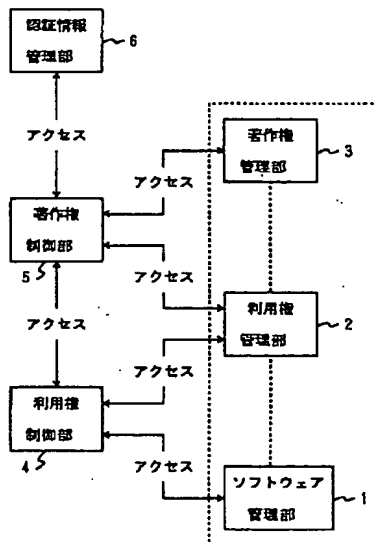 認証情報
管理部
6
アクセス
著作権
管理部
3
アクセス
著作権
制御部
5
アクセス
アクセス
利用権
管理部
2
アクセス
利用権
制御部
4
アクセス
ソフトウェア
管理部
1